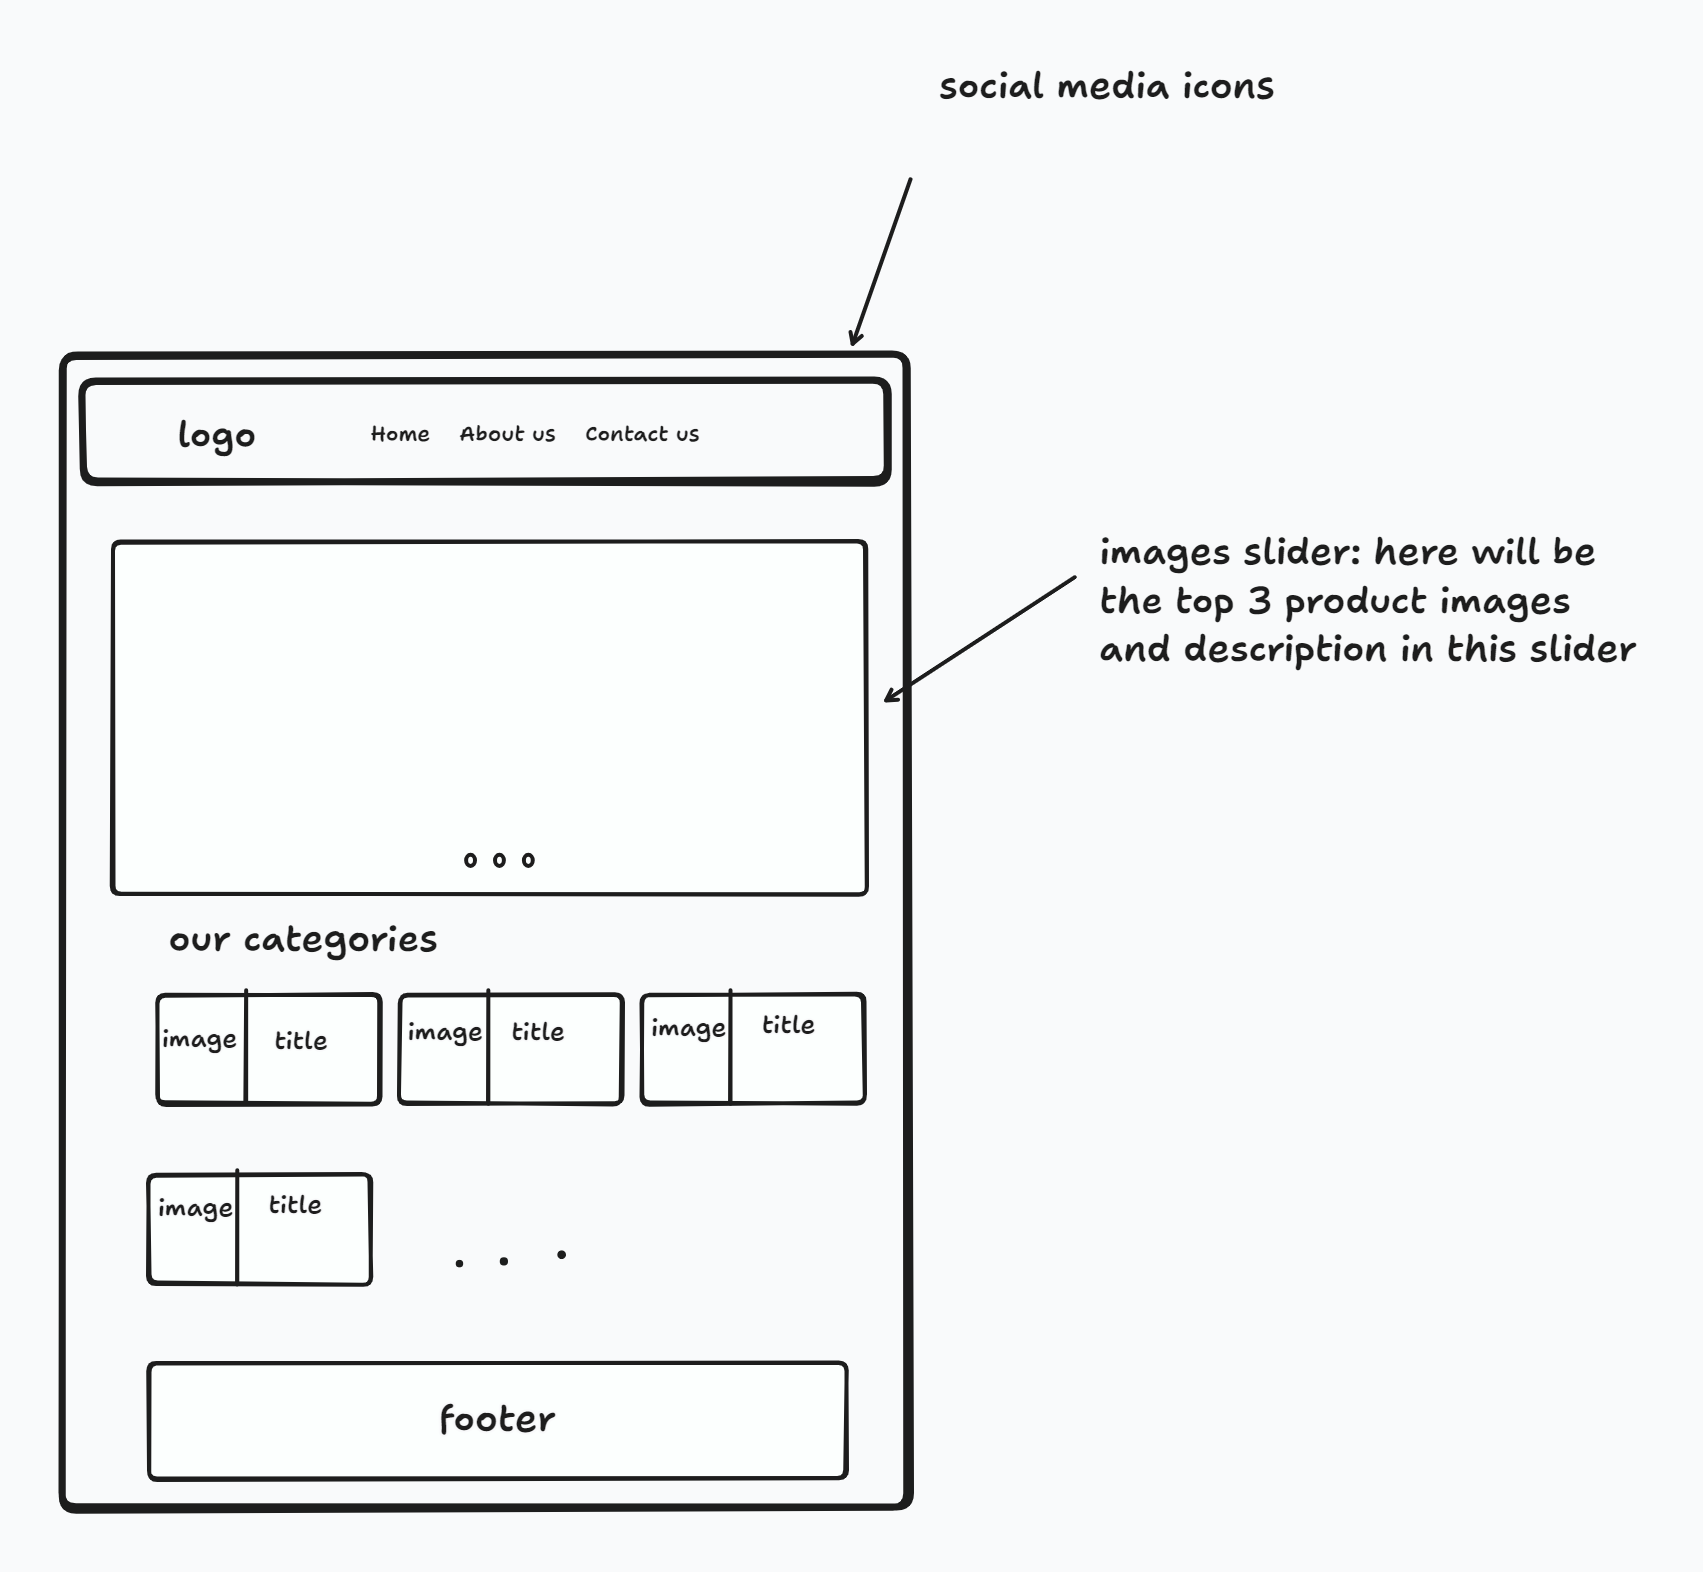 social media icons
logo
Home About us Contact us
images slider: here will be
the top 3 product images
and description in this slider
our categories
image title image title image title
image title
. . .
footer